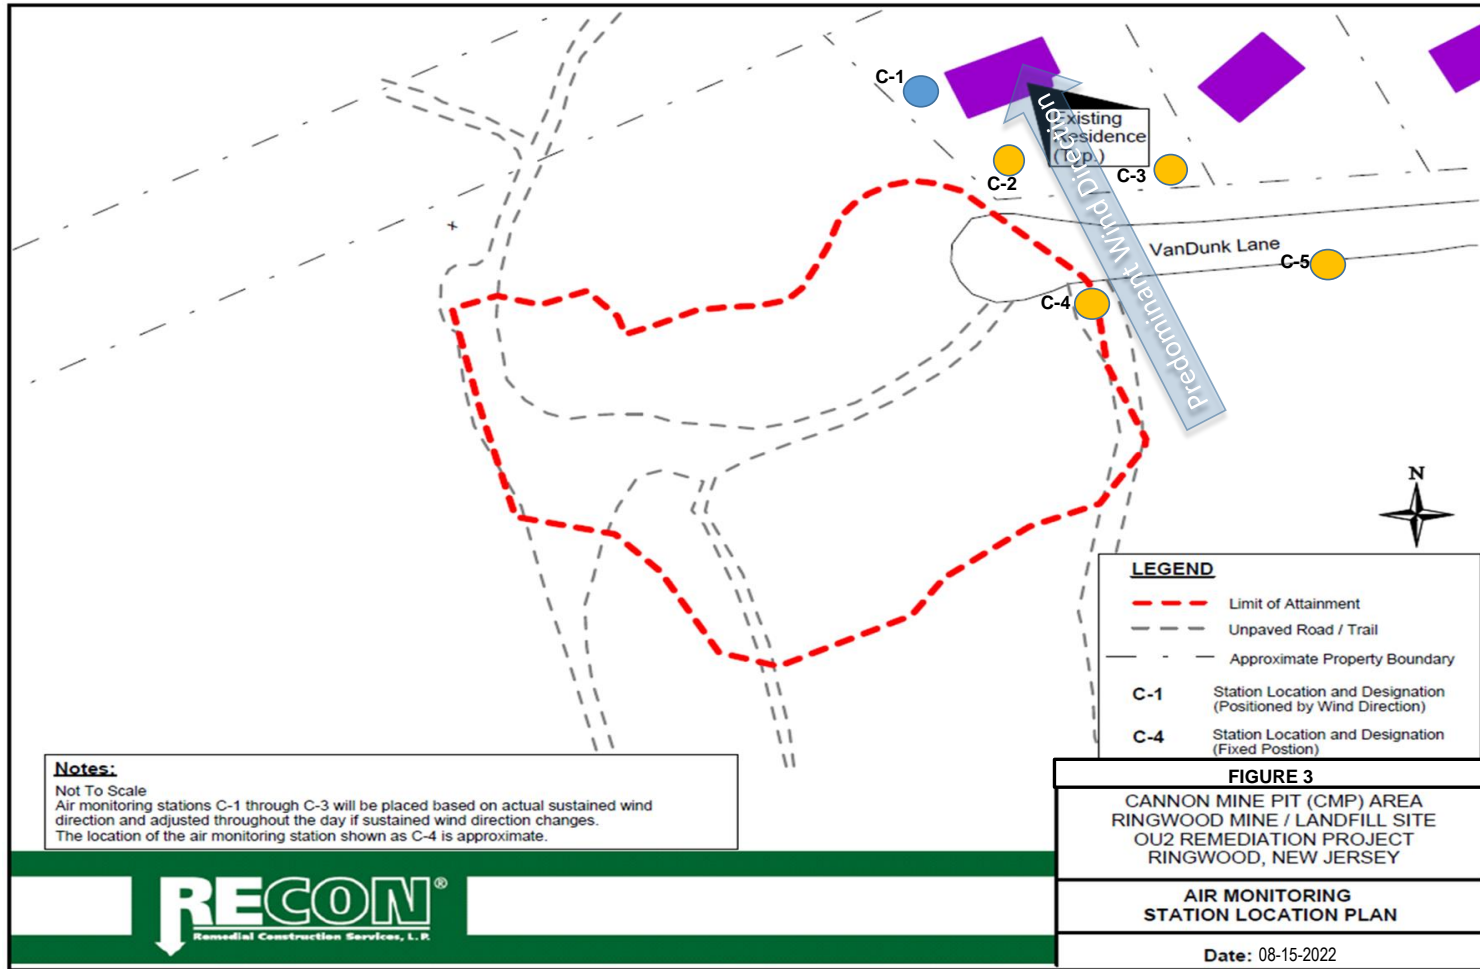 C-1
Existing
Residence
(Typ.)
Predominant Wind Direction
C-2
C-3
VanDunk Lane
C-5
C-4
x
N
LEGEND
Limit of Attainment
Unpaved Road / Trail
Approximate Property Boundary
C-1 Station Location and Designation
(Positioned by Wind Direction)
C-4 Station Location and Designation
(Fixed Postion)
Notes:
Not To Scale
Air monitoring stations C-1 through C-3 will be placed based on actual sustained wind
direction and adjusted throughout the day if sustained wind direction changes.
The location of the air monitoring station shown as C-4 is approximate.
FIGURE 3
CANNON MINE PIT (CMP) AREA
RINGWOOD MINE / LANDFILL SITE
OU2 REMEDIATION PROJECT
RINGWOOD, NEW JERSEY
AIR MONITORING
STATION LOCATION PLAN
Date: 08-15-2022
RECON®
Remedial Construction Services, L.P.